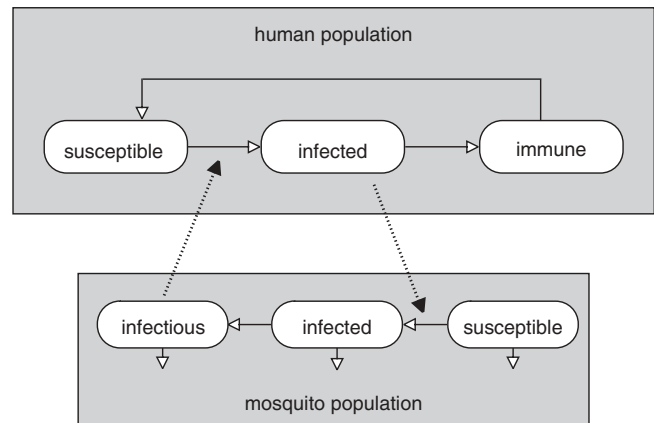 human population
susceptible
infected
immune
infectious
infected
susceptible
mosquito population